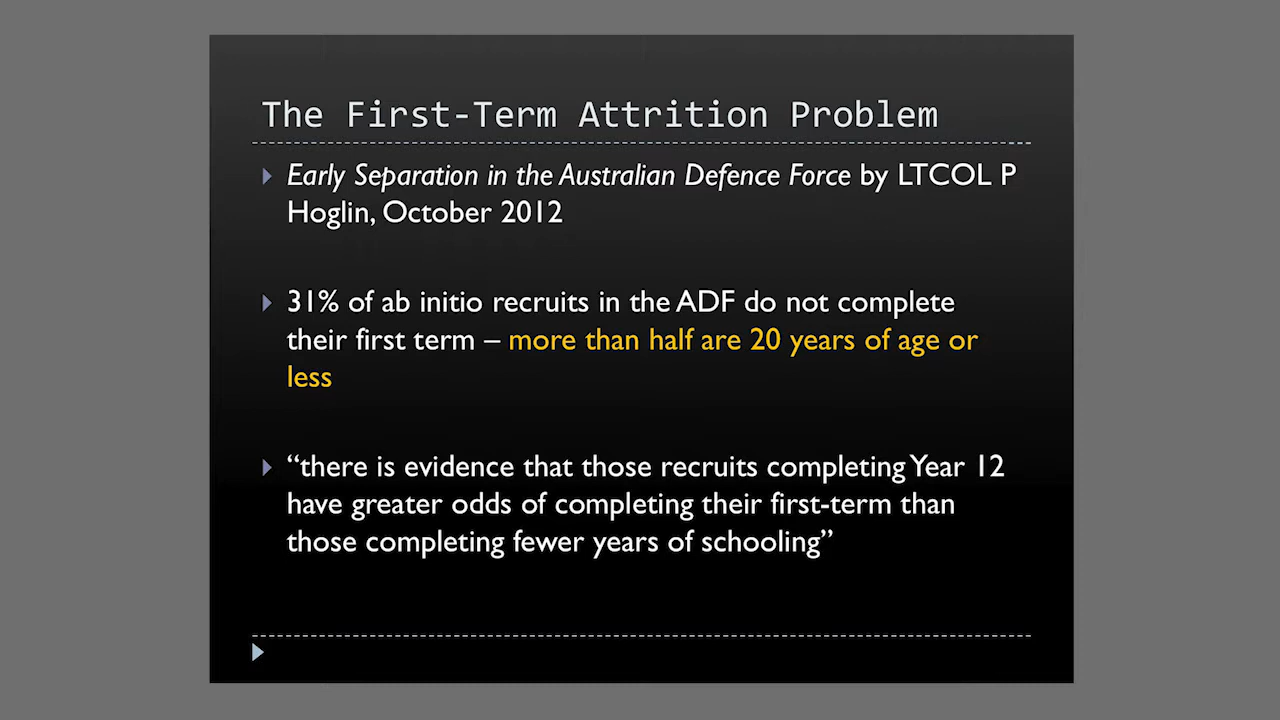 The First-Term Attrition Problem
Early Separation in the Australian Defence Force by LTCOL P
Hoglin, October 2012
31% of ab initio recruits in the ADF do not complete
their first term – more than half are 20 years of age or
less
“there is evidence that those recruits completing Year 12
have greater odds of completing their first-term than
those completing fewer years of schooling”